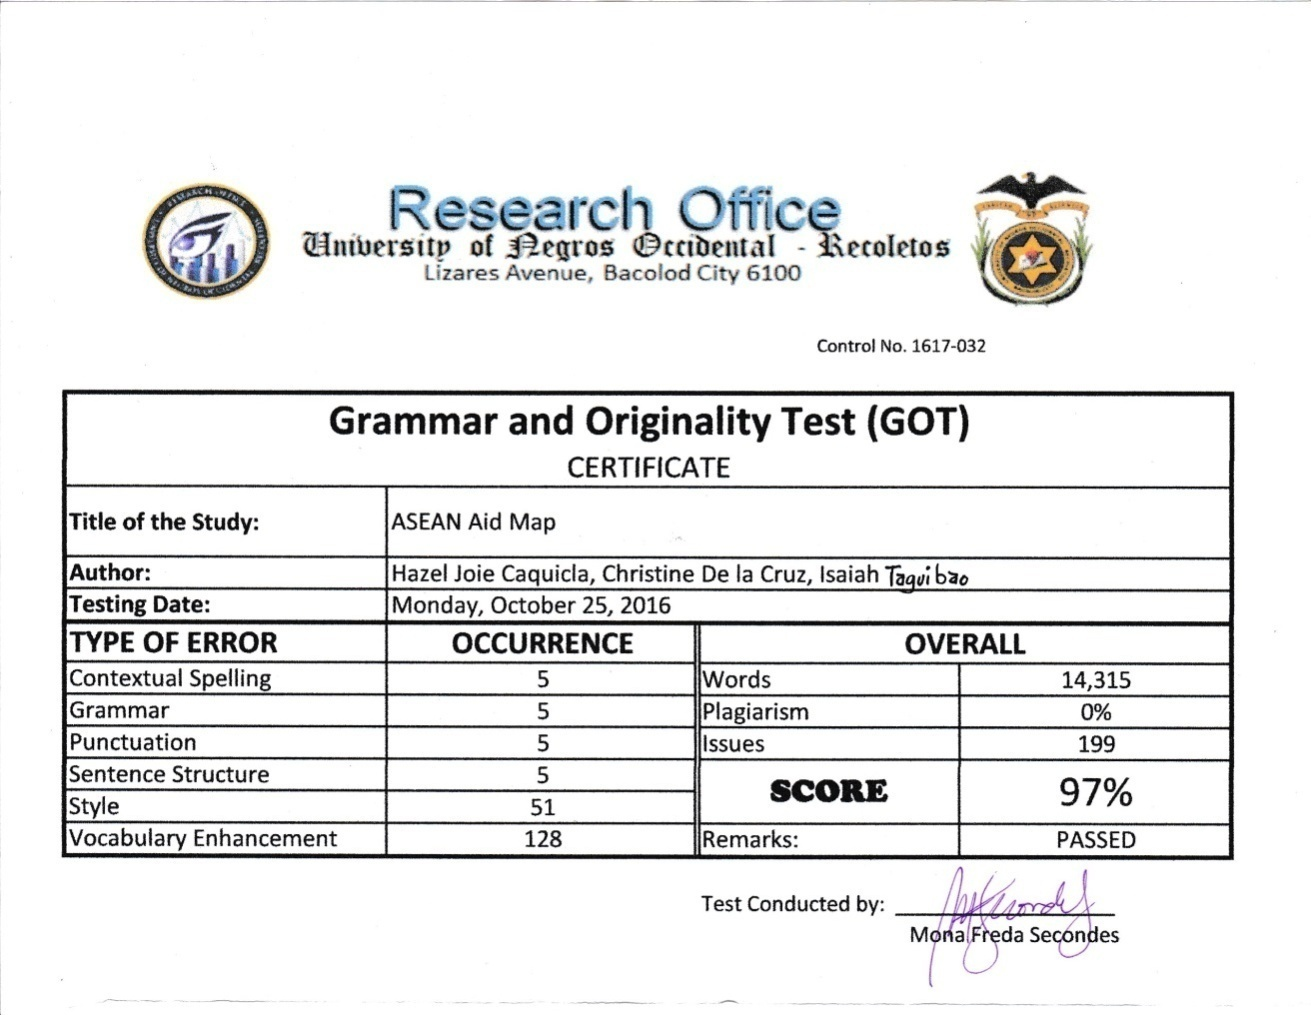 Research Office
University of Negros Occidental - Recoletos
Lizares Avenue, Bacolod City 6100
Control No. 1617-032
Grammar and Originality Test (GOT)
CERTIFICATE
Title of the Study: ASEAN Aid Map
Author: Hazel Joie Caquicla, Christine De la Cruz, Isaiah Taguibao
Testing Date: Monday, October 25, 2016
TYPE OF ERROR OCCURRENCE OVERALL
Contextual Spelling 5 Words 14,315
Grammar 5 Plagiarism 0%
Punctuation 5 Issues 199
Sentence Structure 5
SCORE 97%
Style 51
Vocabulary Enhancement 128 Remarks: PASSED
Test Conducted by:
Mona Freda Secondes